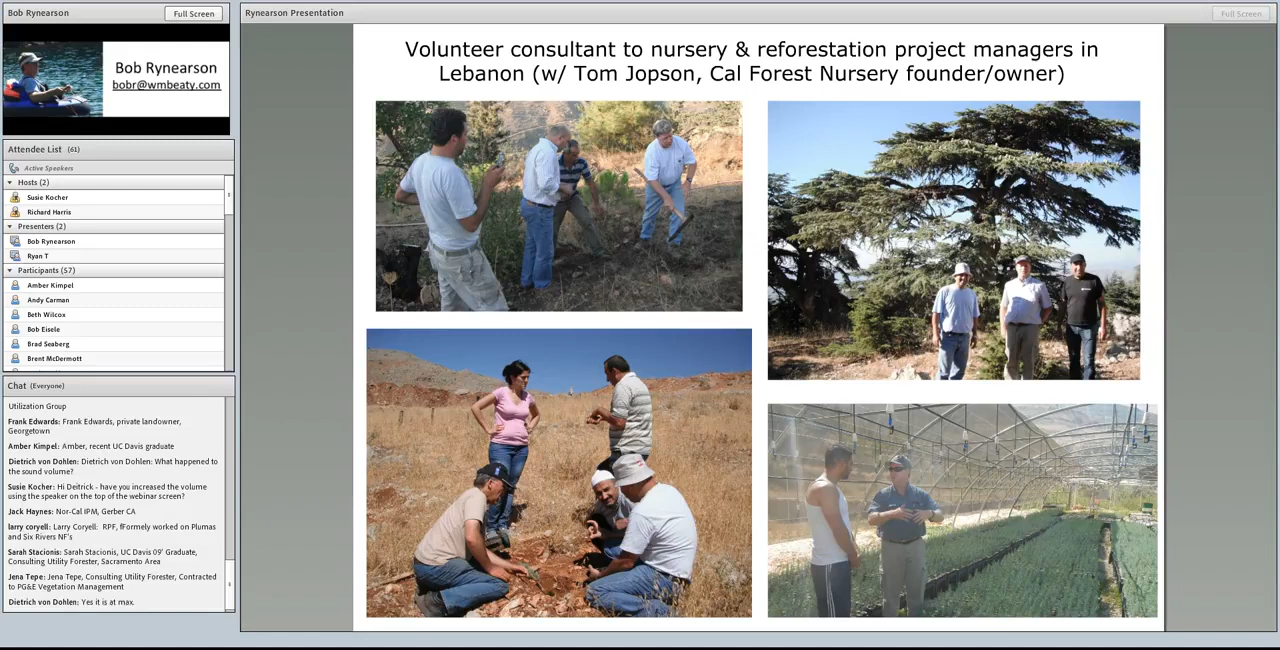 Bob Rynearson
Full Screen
Bob Rynearson
bobr@wmbeaty.com
Attendee List (61)
Active Speakers
Hosts (2)
Susie Kocher
Richard Harris
Presenters (2)
Bob Rynearson
Ryan T
Participants (57)
Amber Kimpel
Andy Carman
Beth Wilcox
Bob Eisele
Brad Seaberg
Brent McDermott
Chat (Everyone)
Utilization Group
Frank Edwards: Frank Edwards, private landowner,
Georgetown
Amber Kimpel: Amber, recent UC Davis graduate
Dietrich von Dohlen: Dietrich von Dohlen: What happened to
the sound volume?
Susie Kocher: Hi Deitrick - have you increased the volume
using the speaker on the top of the webinar screen?
Jack Haynes: Nor-Cal IPM, Gerber CA
larry coryell: Larry Coryell: RPF, fFormely worked on Plumas
and Six Rivers NF's
Sarah Stacionis: Sarah Stacionis, UC Davis 09' Graduate,
Consulting Utility Forester, Sacramento Area
Jena Tepe: Jena Tepe, Consulting Utility Forester, Contracted
to PG&E Vegetation Management
Dietrich von Dohlen: Yes it is at max.
Rynearson Presentation
Full Screen
Volunteer consultant to nursery & reforestation project managers in
Lebanon (w/ Tom Jopson, Cal Forest Nursery founder/owner)